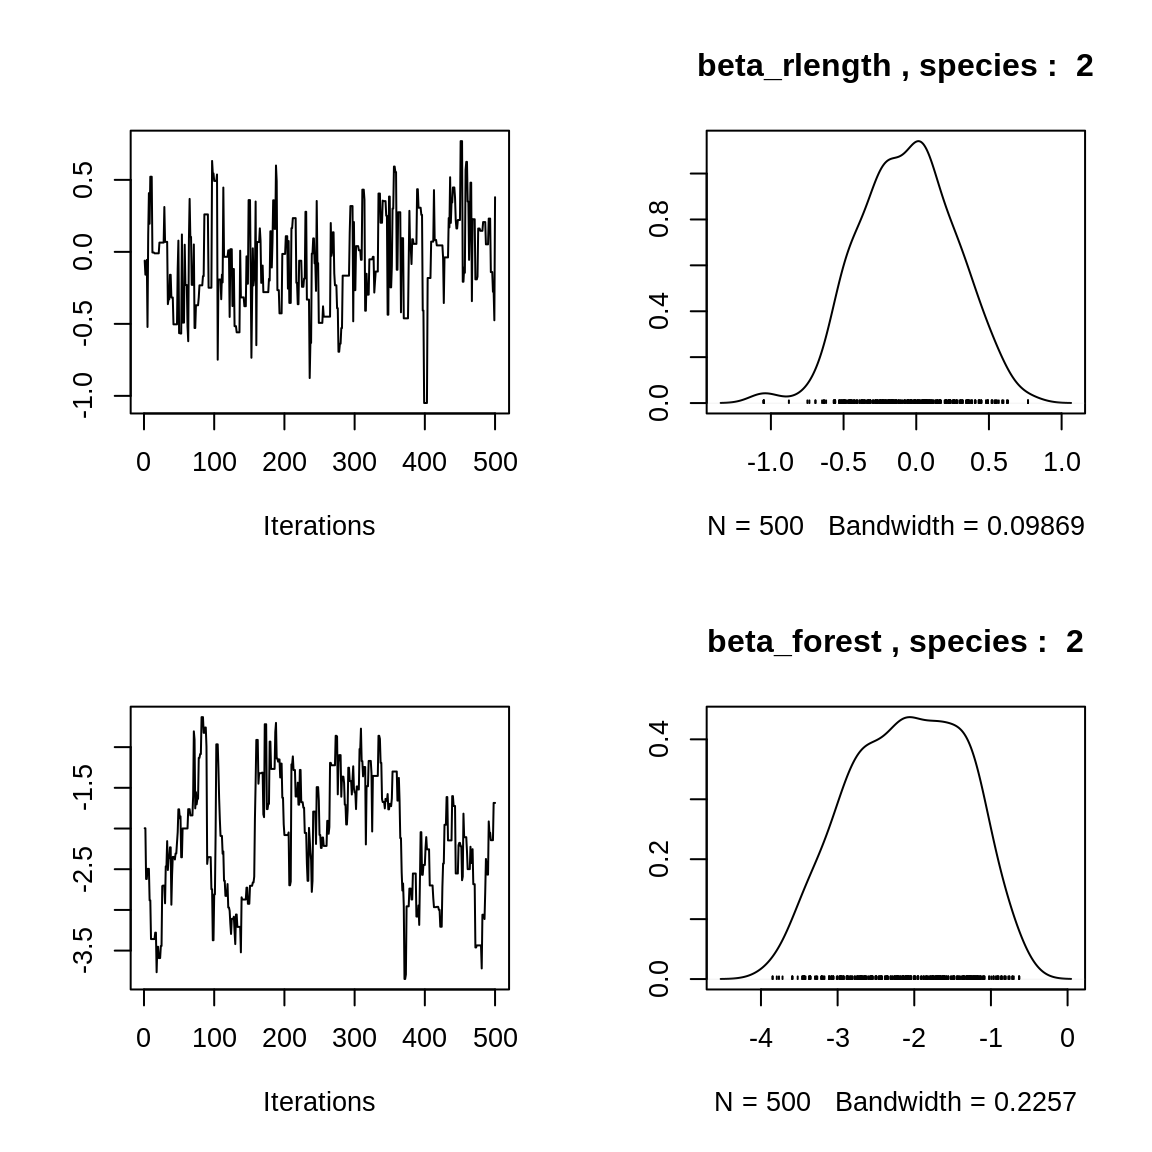 beta_rlength , species :  2
-1.0 -0.5 0.0 0.5
0 100 200 300 400 500
Iterations
0.0 0.4 0.8
-1.0 -0.5 0.0 0.5 1.0
N = 500   Bandwidth = 0.09869
beta_forest , species :  2
-3.5 -2.5 -1.5
0 100 200 300 400 500
Iterations
0.0 0.2 0.4
-4 -3 -2 -1 0
N = 500   Bandwidth = 0.2257